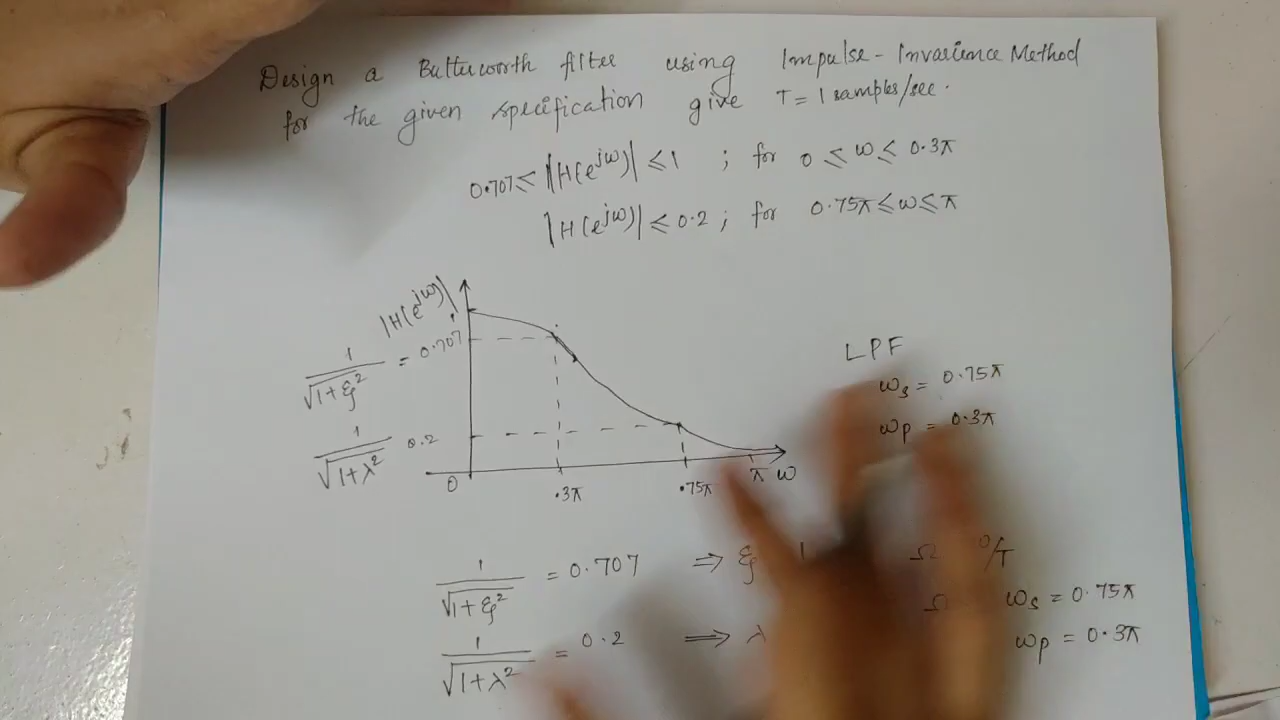 Design a Butterworth filter using Impulse-Invariance Method
for the given specification give T = 1 samples/sec.
0.707 ≤ |H(e^jω)| ≤ 1 ; for 0 ≤ ω ≤ 0.3π
|H(e^jω)| ≤ 0.2 ; for 0.75π ≤ ω ≤ π
|H(e^jω)|
1
1/√(1+ξ²) = 0.707
1/√(1+λ²) 0.2
0 .3π .75π π ω
LPF
ωs = 0.75π
ωp = 0.3π
1/√(1+ξ²) = 0.707 ⇒ ξ
1/√(1+λ²) = 0.2 ⇒ λ
Ω /T
Ω ωs = 0.75π
ωp = 0.3π